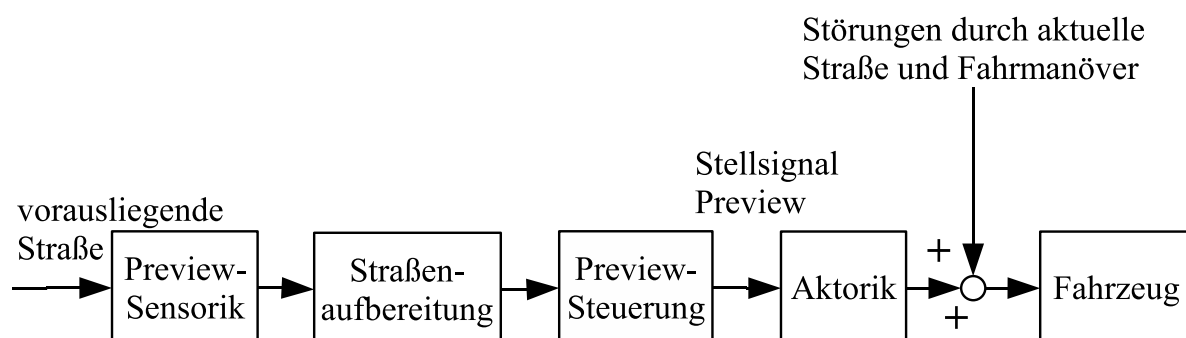 Störungen durch aktuelle
Straße und Fahrmanöver
Stellsignal
Preview
vorausliegende
Straße
Preview-
Sensorik
Straßen-
aufbereitung
Preview-
Steuerung
Aktorik
+
+
Fahrzeug